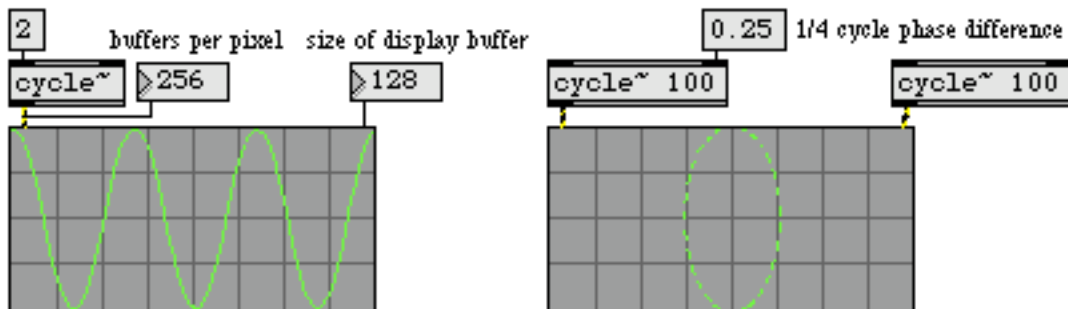 2
buffers per pixel size of display buffer
0.25 1/4 cycle phase difference
cycle~ 256 128
cycle~ 100 cycle~ 100